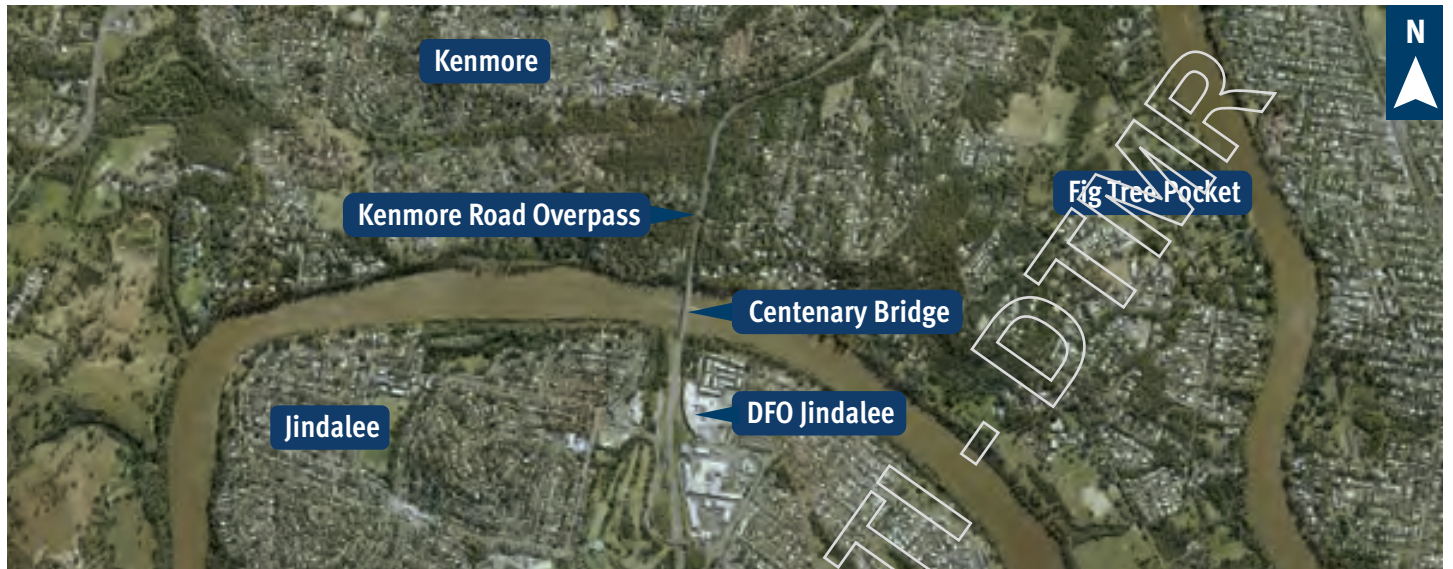 N
Kenmore
Fig Tree Pocket
Kenmore Road Overpass
Centenary Bridge
DFO Jindalee
Jindalee
TI - DTMR